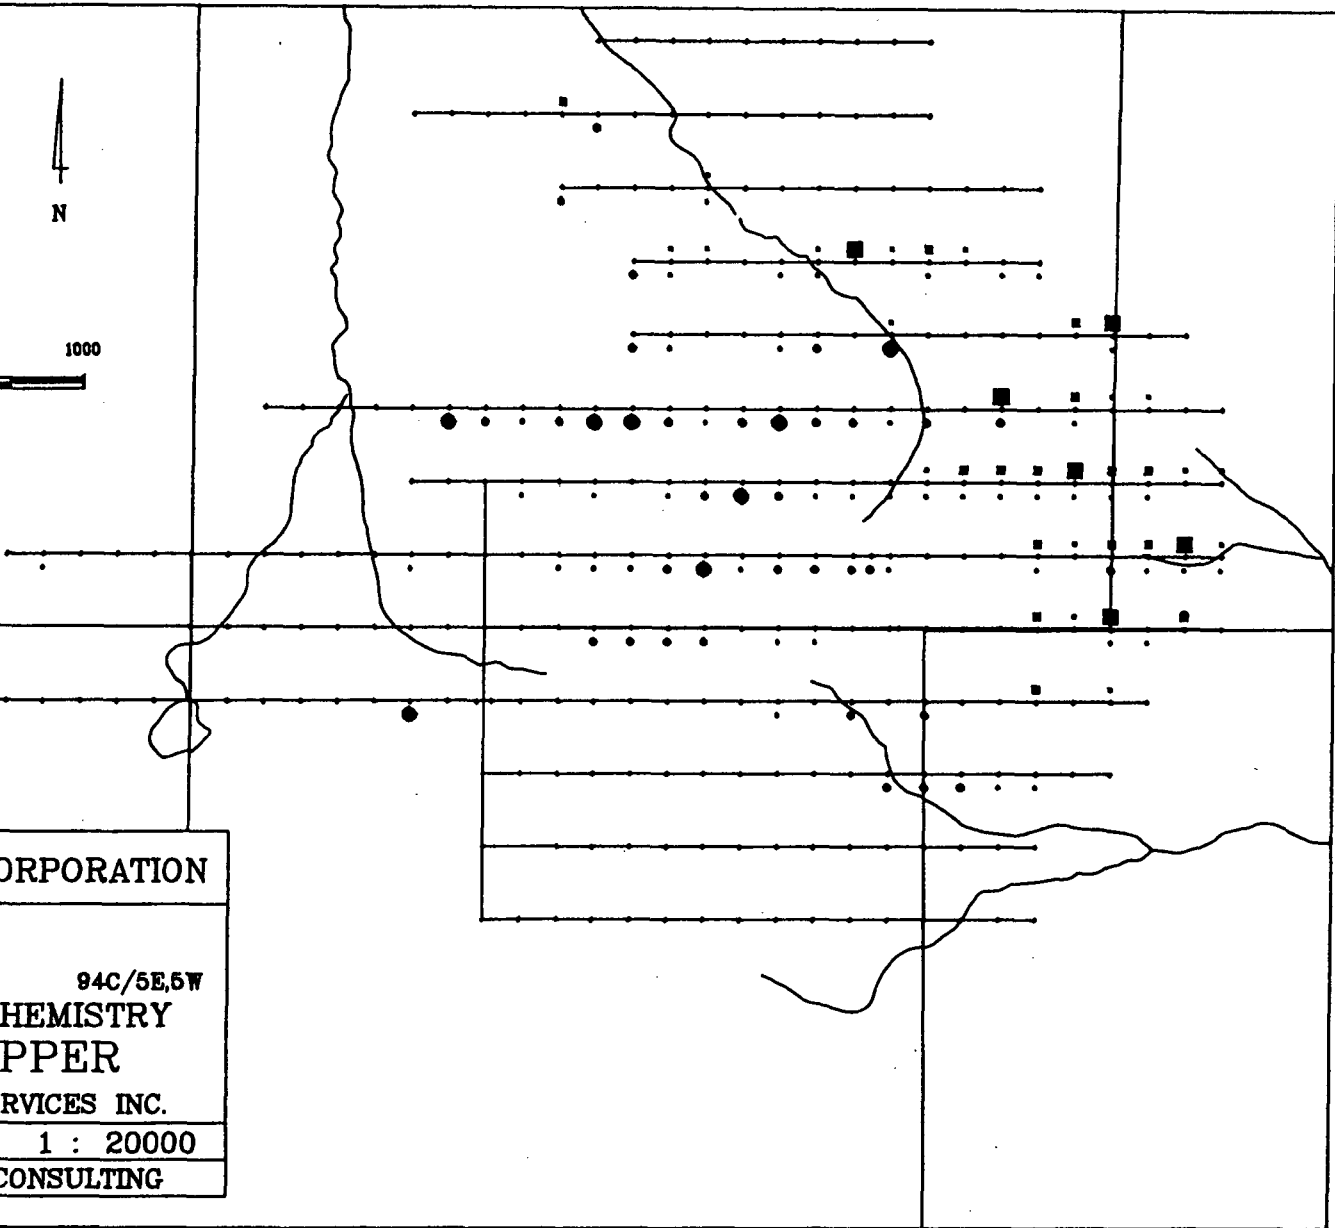 N
1000
ORPORATION
94C/5E,5W
HEMISTRY
PPER
RVICES INC.
1 : 20000
CONSULTING